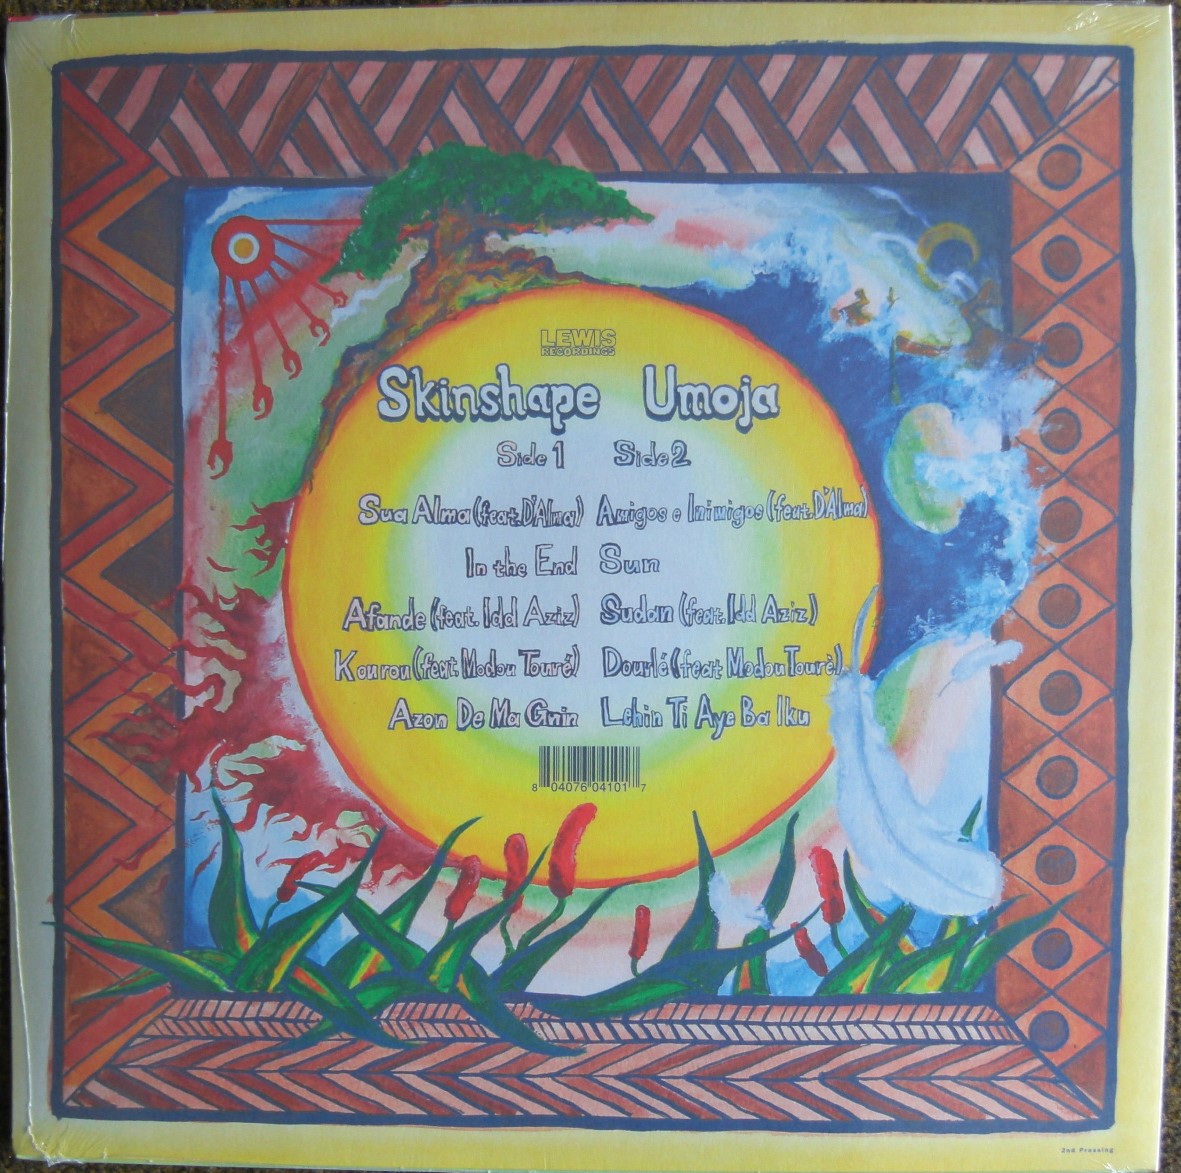 LEWIS
RECORDINGS
Skinshape Umoja
Side 1 Side 2
Sua Alma (feat. D'Alma) Amigos e Inimigos (feat. D'Alma)
In the End Sun
Afande (feat. Idd Aziz) Sudan (feat. Idd Aziz)
Kourou (feat Modou Touré) Dourlé (feat Modou Tourè)
Azon De Ma Gnin Lehin Ti Aye Ba Iku
8 04076 04101 7
2nd Pressing